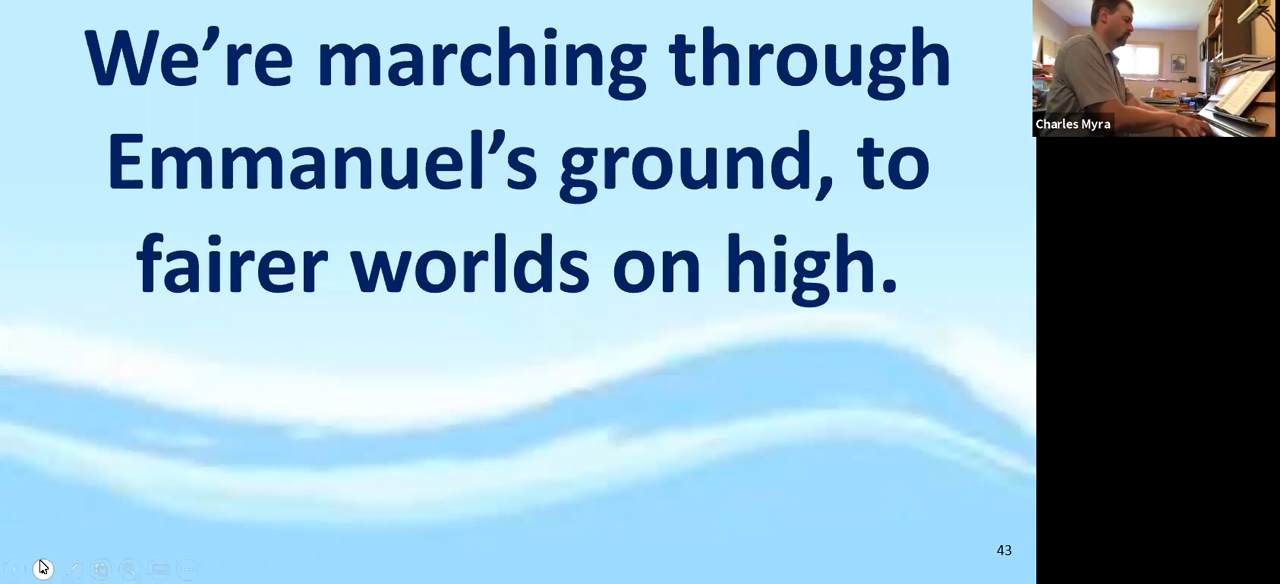 We’re marching through
Emmanuel’s ground, to
fairer worlds on high.
Charles Myra
43